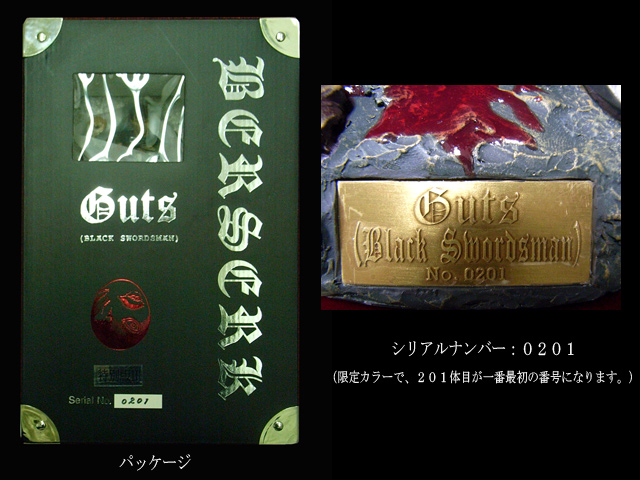 BERSERK
Guts
(BLACK SWORDSMAN)
Serial No. 0201
パッケージ
Guts
(Black Swordsman)
No. 0201
シリアルナンバー：０２０１
（限定カラーで、２０１体目が一番最初の番号になります。）